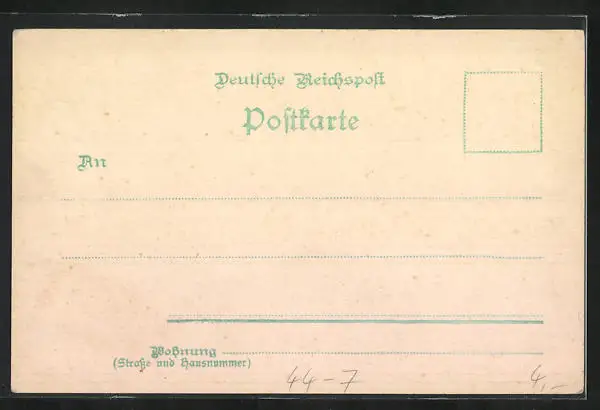 Deutsche Reichspost
Postkarte
An
Wohnung
(Straße und Hausnummer)
44-7
4,-